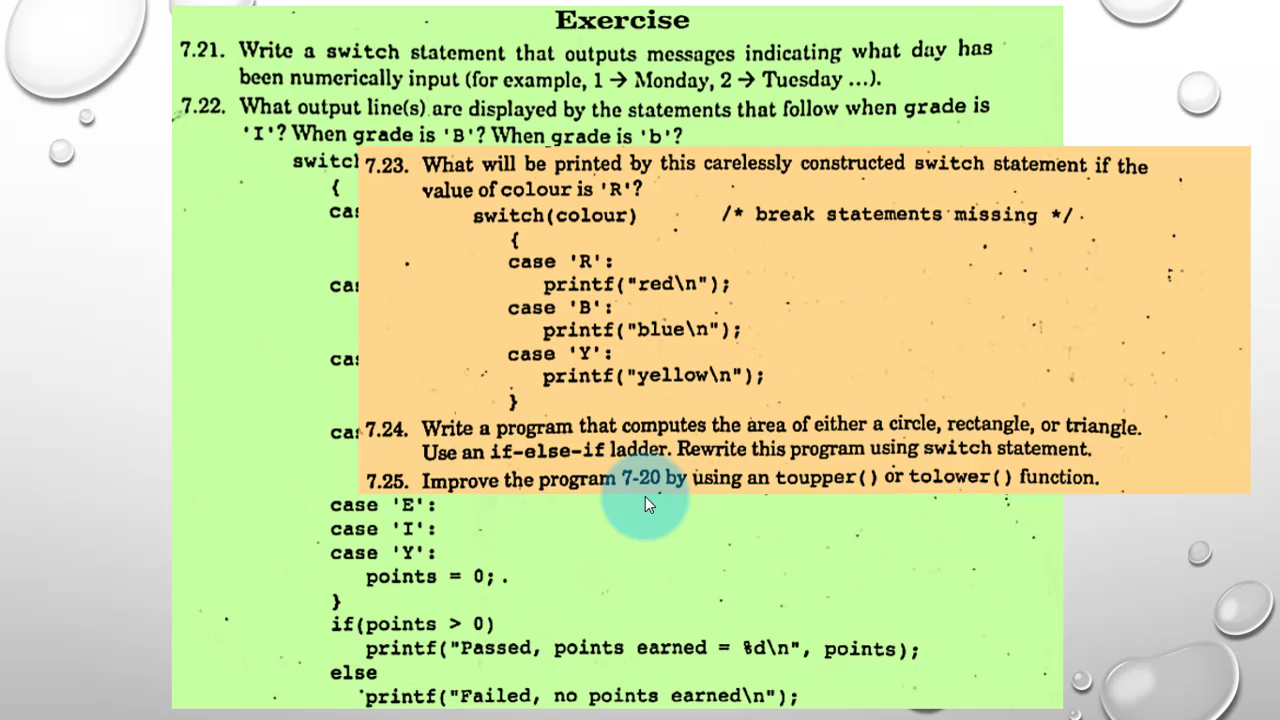 Exercise
7.21. Write a switch statement that outputs messages indicating what day has
been numerically input (for example, 1 → Monday, 2 → Tuesday ...).
7.22. What output line(s) are displayed by the statements that follow when grade is
'I'? When grade is 'B'? When grade is 'b'?
switch
{
7.23. What will be printed by this carelessly constructed switch statement if the
value of colour is 'R'?
switch(colour) /* break statements missing */
{
case 'R':
printf("red\n");
case 'B':
printf("blue\n");
case 'Y':
printf("yellow\n");
}
7.24. Write a program that computes the area of either a circle, rectangle, or triangle.
Use an if-else-if ladder. Rewrite this program using switch statement.
7.25. Improve the program 7-20 by using an toupper() or tolower() function.
case 'E':
case 'I':
case 'Y':
points = 0;
}
if(points > 0)
printf("Passed, points earned = %d\n", points);
else
printf("Failed, no points earned\n");